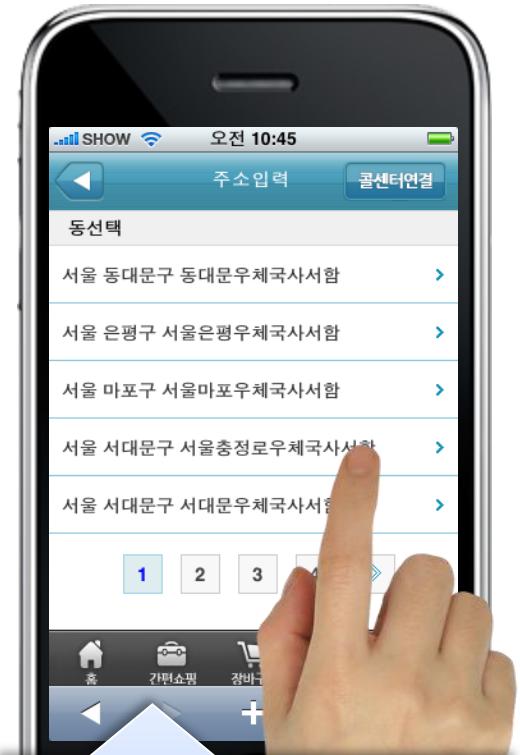 SHOW 오전 10:45
주소입력 콜센터연결
동선택
서울 동대문구 동대문우체국사서함
서울 은평구 서울은평우체국사서함
서울 마포구 서울마포우체국사서함
서울 서대문구 서울충정로우체국사서함
서울 서대문구 서대문우체국사서함
1 2 3 4
홈 간편쇼핑